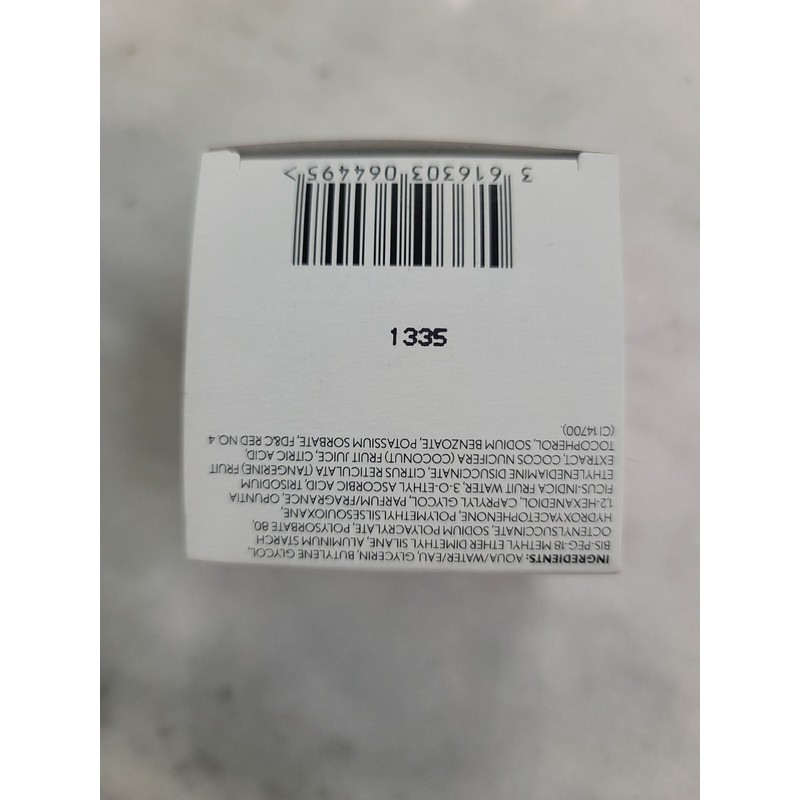 INGREDIENTS: AQUA/WATER/EAU, GLYCERIN, BUTYLENE GLYCOL,
BIS-PEG-18 METHYL ETHER DIMETHYL SILANE, ALUMINUM STARCH
OCTENYLSUCCINATE, SODIUM POLYACRYLATE, POLYSORBATE 80,
HYDROXYACETOPHENONE, POLYMETHYLSILSESQUIOXANE,
1,2-HEXANEDIOL, CAPRYLYL GLYCOL, PARFUM/FRAGRANCE, OPUNTIA
FICUS-INDICA FRUIT WATER, 3-O-ETHYL ASCORBIC ACID, TRISODIUM
ETHYLENEDIAMINE DISUCCINATE, CITRUS RETICULATA (TANGERINE) FRUIT
EXTRACT, COCOS NUCIFERA (COCONUT) FRUIT JUICE, CITRIC ACID,
TOCOPHEROL, SODIUM BENZOATE, POTASSIUM SORBATE, FD&C RED NO. 4
(CI 14700).
1335
3 616303 064495 >